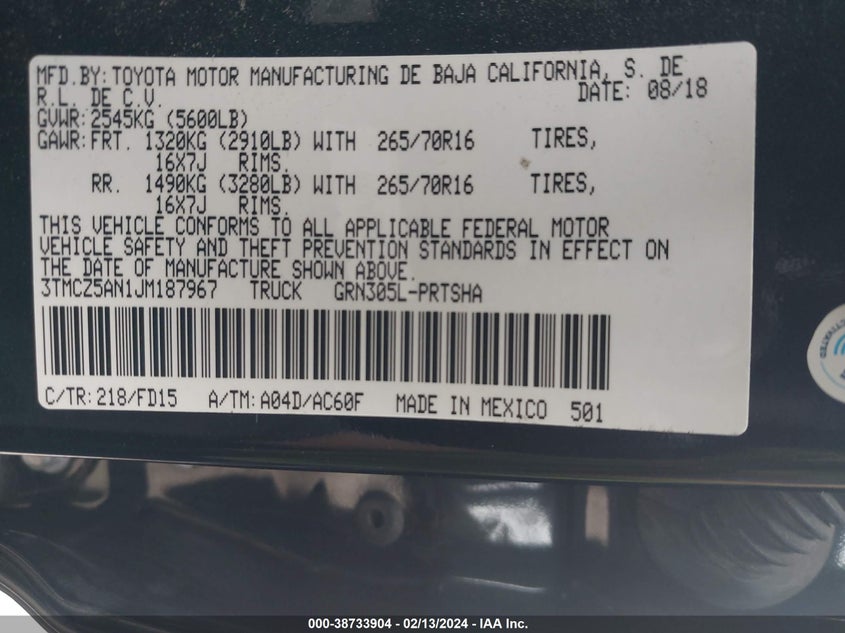 MFD.BY:TOYOTA MOTOR MANUFACTURING DE BAJA CALIFORNIA, S. DE
R.L. DE C.V. DATE: 08/18
GVWR:2545KG (5600LB)
GAWR:FRT. 1320KG (2910LB) WITH 265/70R16 TIRES,
16X7J RIMS.
RR. 1490KG (3280LB) WITH 265/70R16 TIRES,
16X7J RIMS.
THIS VEHICLE CONFORMS TO ALL APPLICABLE FEDERAL MOTOR
VEHICLE SAFETY AND THEFT PREVENTION STANDARDS IN EFFECT ON
THE DATE OF MANUFACTURE SHOWN ABOVE.
3TMCZ5AN1JM187967 TRUCK GRN305L-PRTSHA
C/TR:218/FD15 A/TM:A04D/AC60F MADE IN MEXICO 501
000-38733904 | 02/13/2024 - IAA Inc.